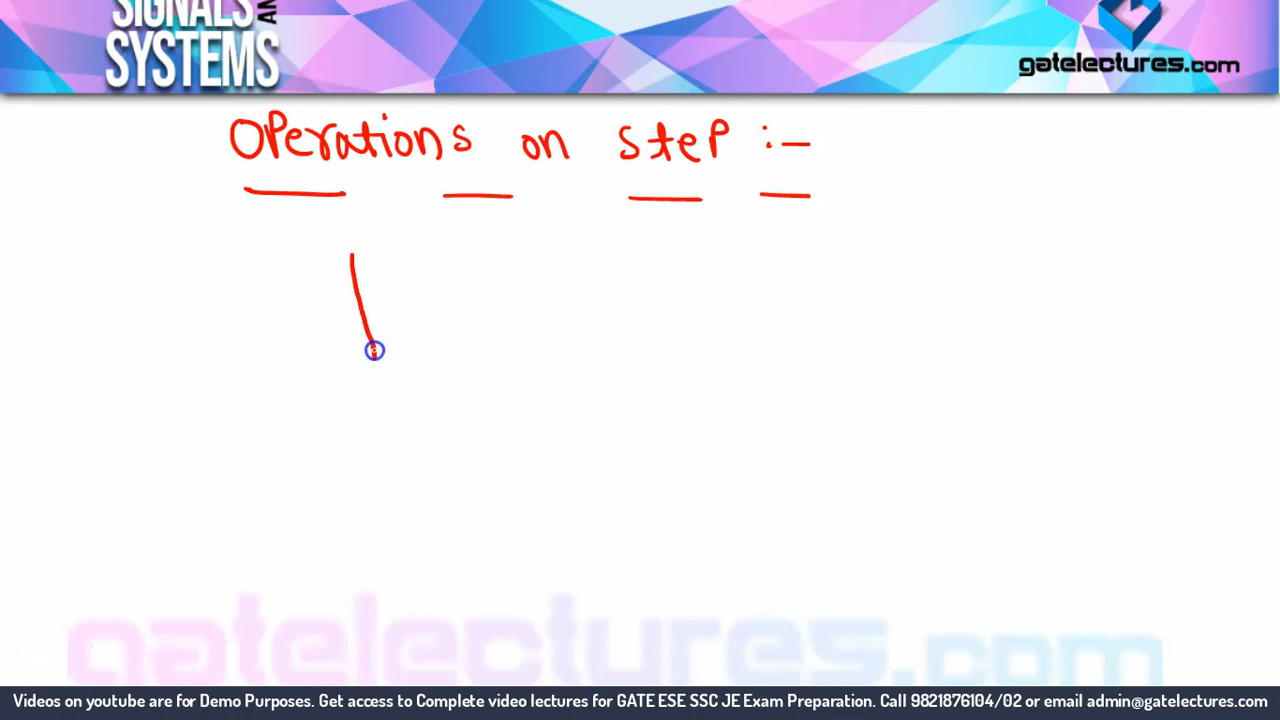 SIGNALS AND
SYSTEMS
gatelectures.com
Operations on step :-
gatelectures.com
Videos on youtube are for Demo Purposes. Get access to Complete video lectures for GATE ESE SSC JE Exam Preparation. Call 9821876104/02 or email admin@gatelectures.com